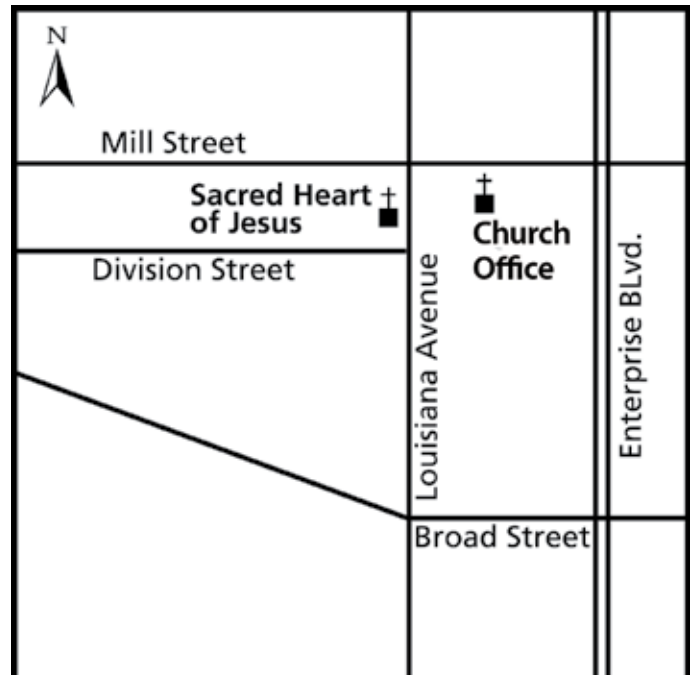 N
Mill Street
Sacred Heart
of Jesus
Church
Office
Division Street
Louisiana Avenue
Enterprise BLvd.
Broad Street